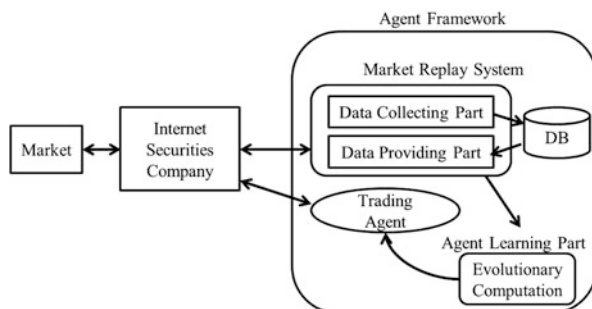 Agent Framework
Market Replay System
Data Collecting Part
Data Providing Part
DB
Market
Internet
Securities
Company
Trading
Agent
Agent Learning Part
Evolutionary
Computation